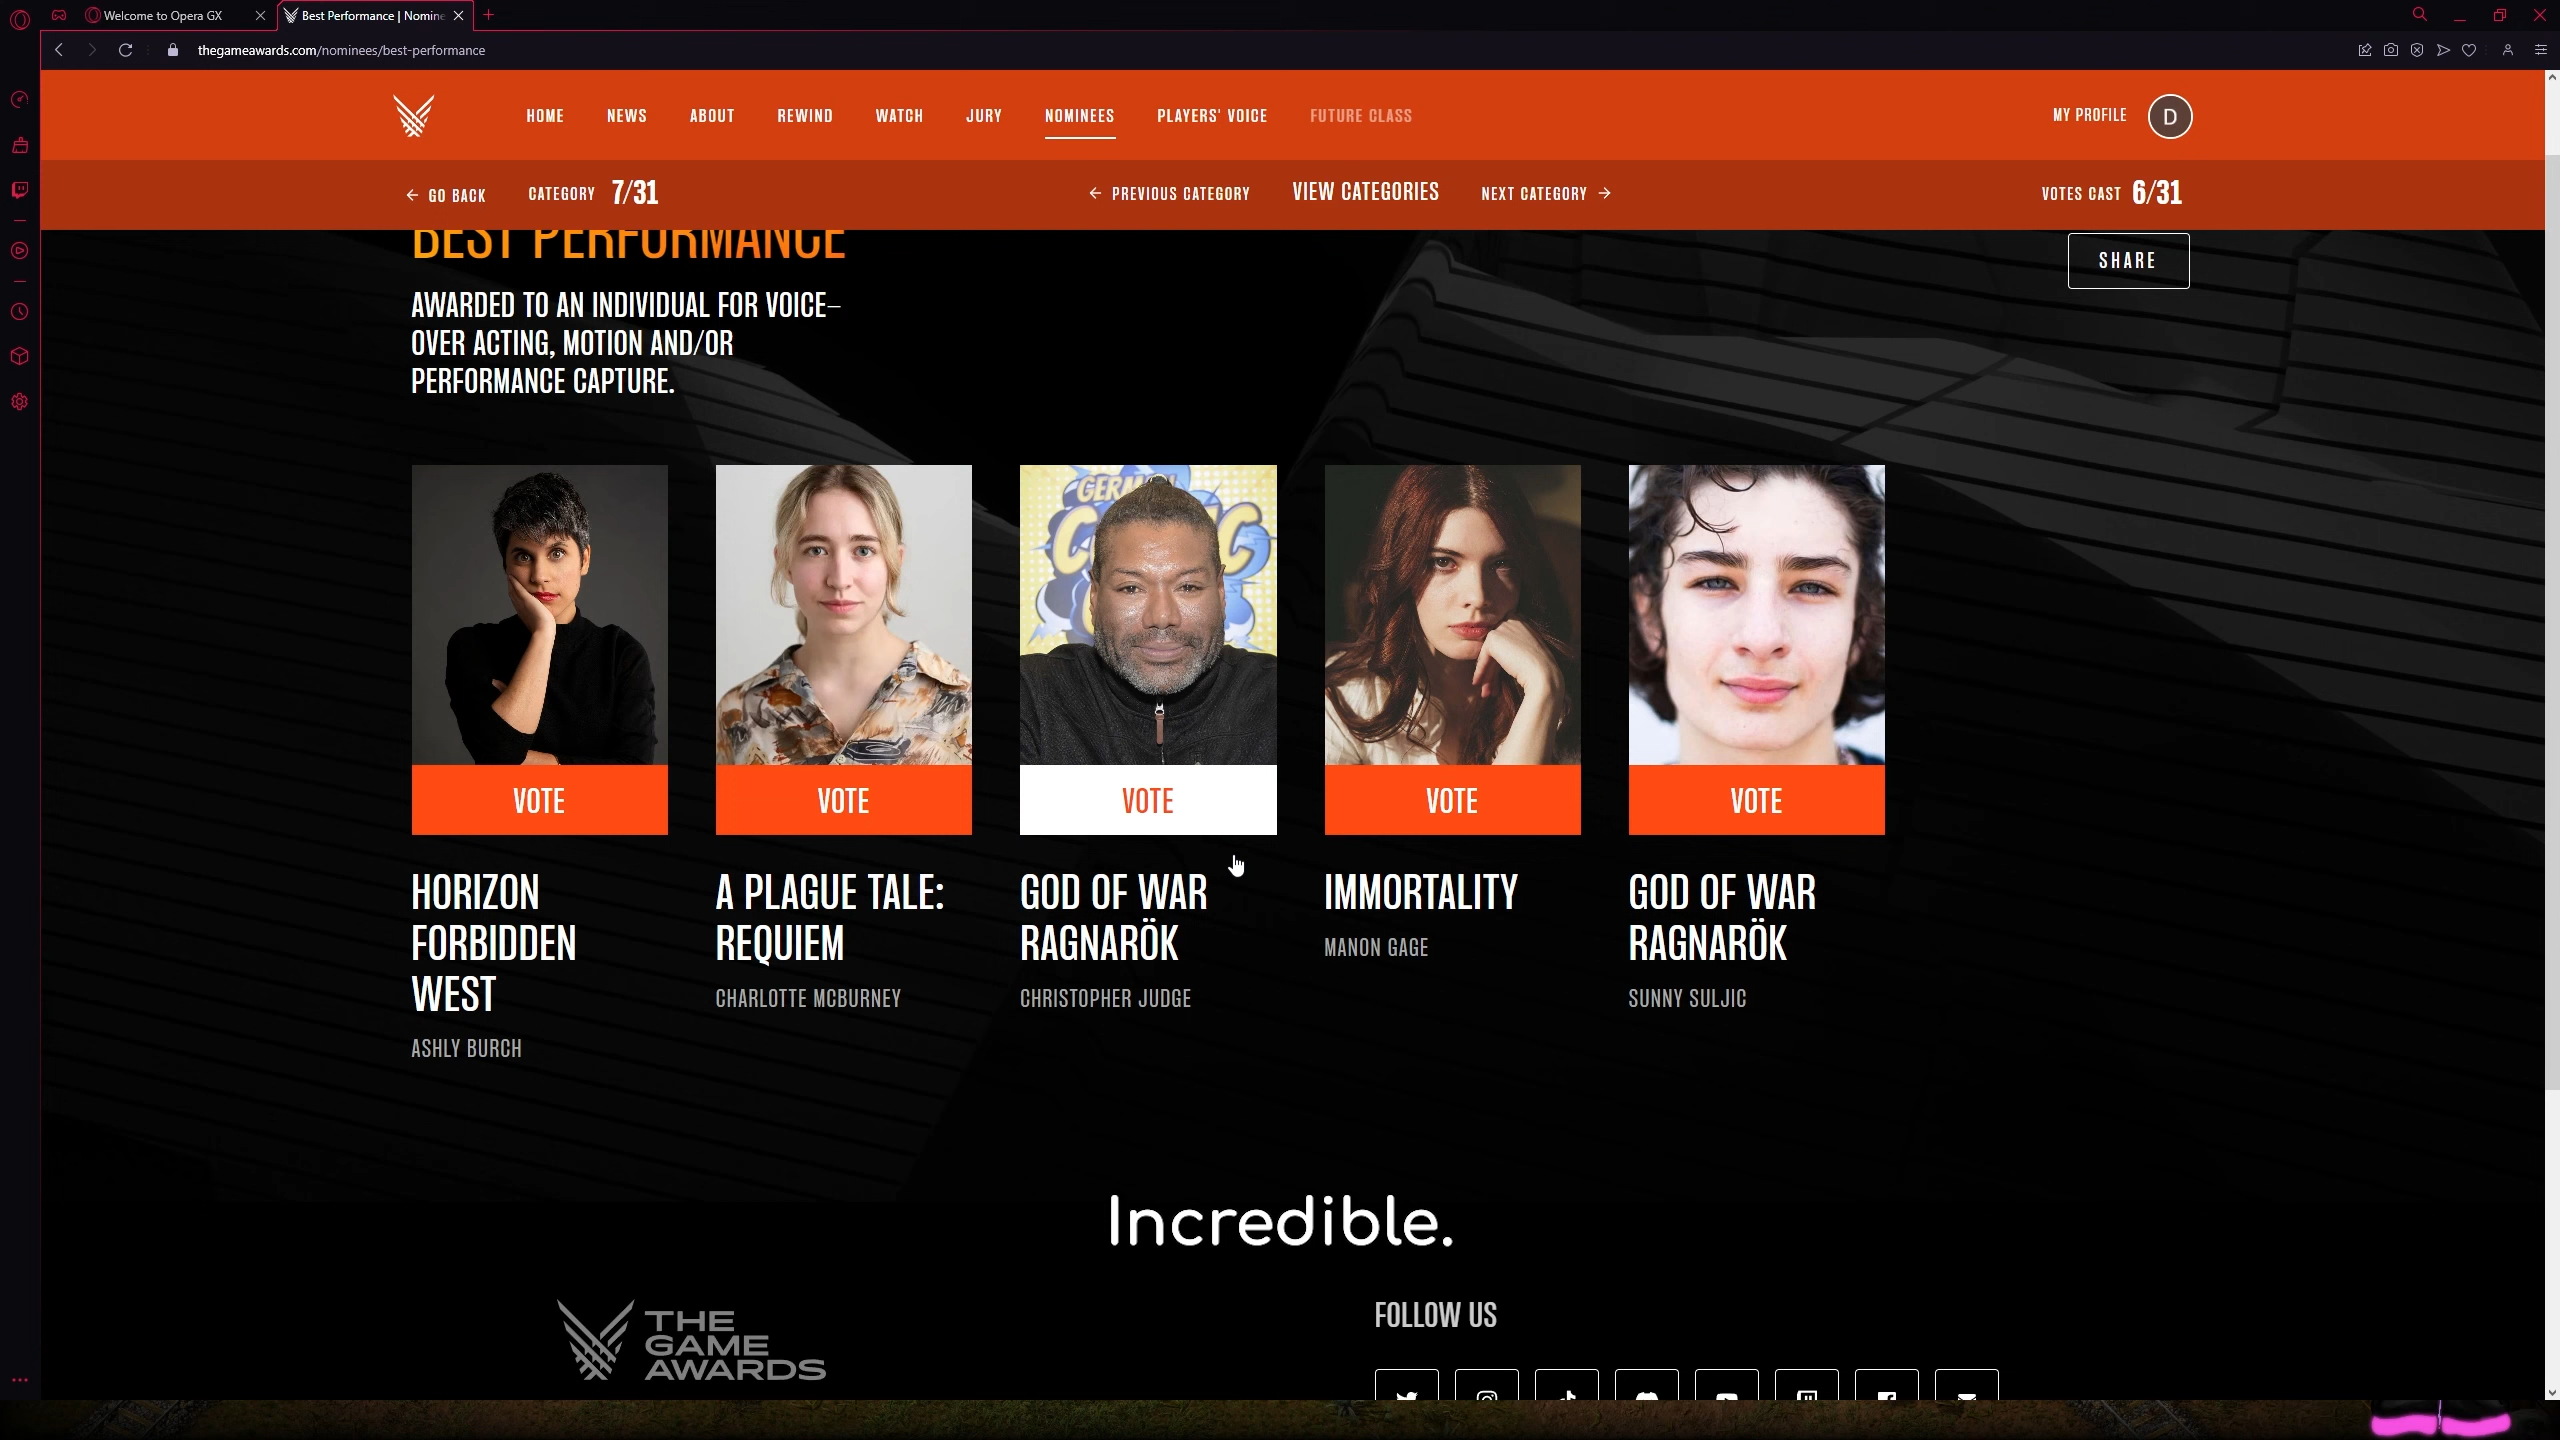 Welcome to Opera GX
Best Performance | Nomine
thegameawards.com/nominees/best-performance
HOME
NEWS
ABOUT
REWIND
WATCH
JURY
NOMINEES
PLAYERS' VOICE
FUTURE CLASS
MY PROFILE
D
GO BACK
CATEGORY 7/31
PREVIOUS CATEGORY
VIEW CATEGORIES
NEXT CATEGORY
VOTES CAST 6/31
BEST PERFORMANCE
SHARE
AWARDED TO AN INDIVIDUAL FOR VOICE-
OVER ACTING, MOTION AND/OR
PERFORMANCE CAPTURE.
VOTE
VOTE
VOTE
VOTE
VOTE
HORIZON
FORBIDDEN
WEST
ASHLY BURCH
A PLAGUE TALE:
REQUIEM
CHARLOTTE MCBURNEY
GOD OF WAR
RAGNARÖK
CHRISTOPHER JUDGE
IMMORTALITY
MANON GAGE
GOD OF WAR
RAGNARÖK
SUNNY SULJIC
Incredible.
THE
GAME
AWARDS
FOLLOW US